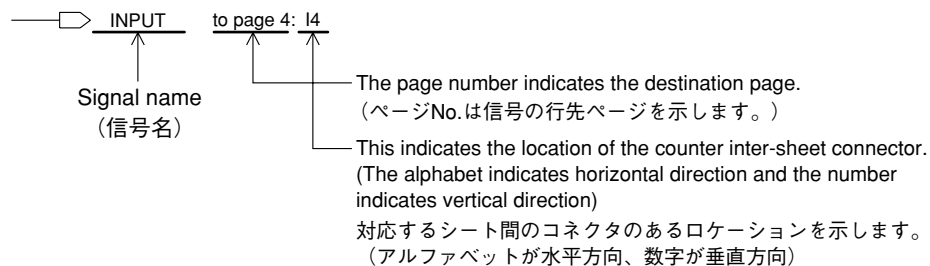 INPUT to page 4: I4
The page number indicates the destination page.
Signal name
(ページNo.は信号の行先ページを示します。)
(信号名)
This indicates the location of the counter inter-sheet connector.
(The alphabet indicates horizontal direction and the number
indicates vertical direction)
対応するシート間のコネクタのあるロケーションを示します。
(アルファベットが水平方向、数字が垂直方向)